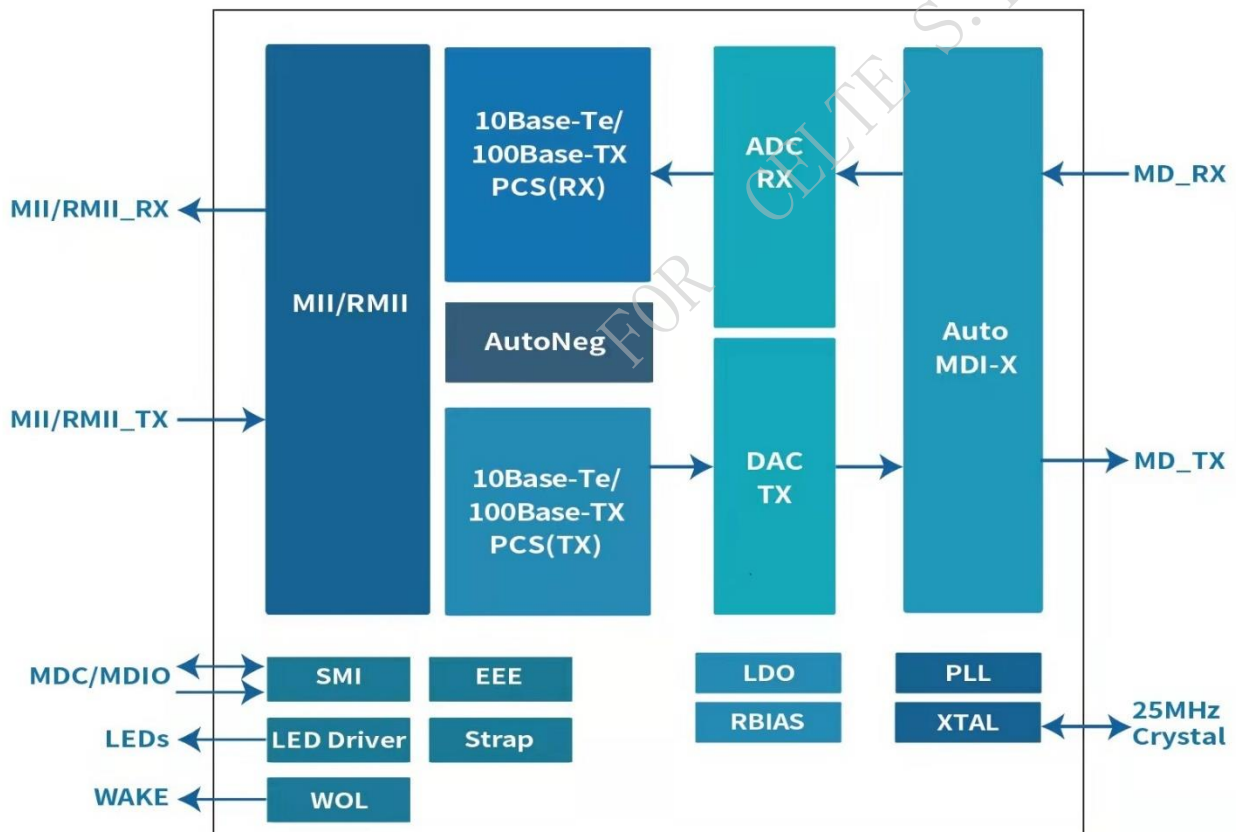 10Base-Te/
100Base-TX
PCS(RX)
ADC
RX
MD_RX
MII/RMII_RX
MII/RMII
AutoNeg
Auto
MDI-X
MII/RMII_TX
10Base-Te/
100Base-TX
PCS(TX)
DAC
TX
MD_TX
MDC/MDIO
SMI
EEE
LDO
PLL
LEDs
LED Driver
Strap
RBIAS
XTAL
25MHz
Crystal
WAKE
WOL
FOR CELTE S.